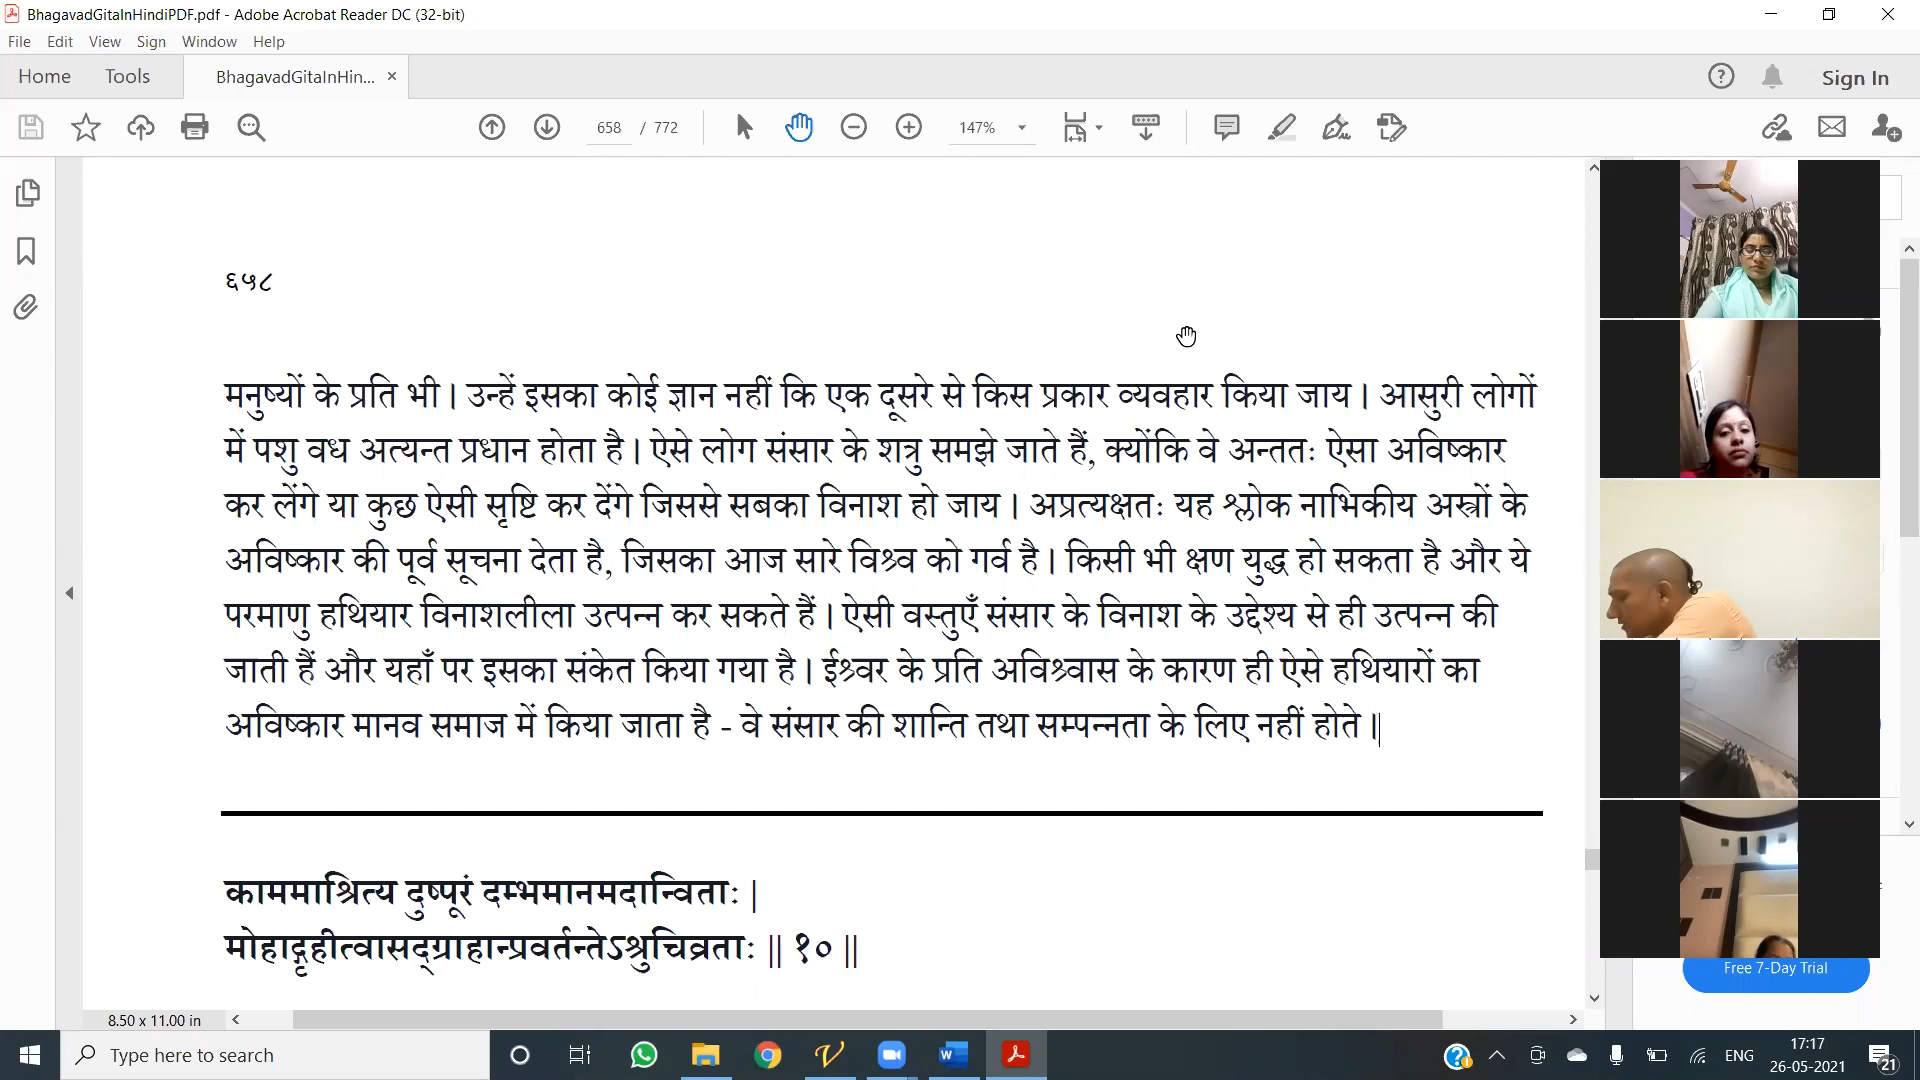 BhagavadGitaInHindiPDF.pdf - Adobe Acrobat Reader DC (32-bit)
File Edit View Sign Window Help
Home Tools BhagavadGitaInHin... × Sign In
658 / 772 147%
६५८
मनुष्यों के प्रति भी। उन्हें इसका कोई ज्ञान नहीं कि एक दूसरे से किस प्रकार व्यवहार किया जाय। आसुरी लोगों
में पशु वध अत्यन्त प्रधान होता है। ऐसे लोग संसार के शत्रु समझे जाते हैं, क्योंकि वे अन्ततः ऐसा अविष्कार
कर लेंगे या कुछ ऐसी सृष्टि कर देंगे जिससे सबका विनाश हो जाय। अप्रत्यक्षतः यह श्लोक नाभिकीय अस्त्रों के
अविष्कार की पूर्व सूचना देता है, जिसका आज सारे विश्व को गर्व है। किसी भी क्षण युद्ध हो सकता है और ये
परमाणु हथियार विनाशलीला उत्पन्न कर सकते हैं। ऐसी वस्तुएँ संसार के विनाश के उद्देश्य से ही उत्पन्न की
जाती हैं और यहाँ पर इसका संकेत किया गया है। ईश्वर के प्रति अविश्वास के कारण ही ऐसे हथियारों का
अविष्कार मानव समाज में किया जाता है - वे संसार की शान्ति तथा सम्पन्नता के लिए नहीं होते।
काममाश्रित्य दुष्पूरं दम्भमानमदान्विताः |
मोहाद्गृहीत्वासद्ग्राहान्प्रवर्तन्तेऽश्रुचिव्रताः || १० ||
Free 7-Day Trial
8.50 x 11.00 in
Type here to search
ENG
17:17
26-05-2021
21